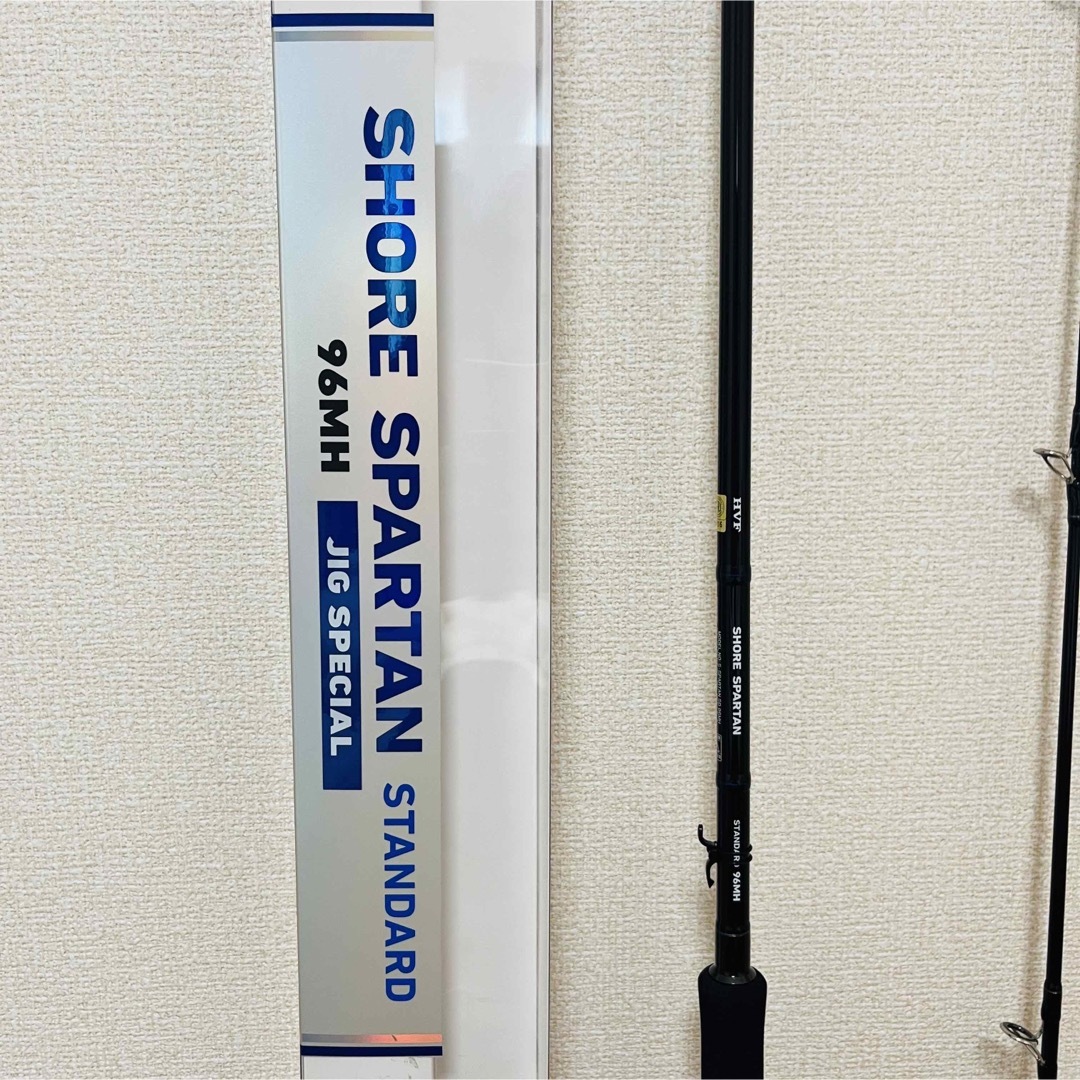 SHORE SPARTAN STANDARD
96MH JIG SPECIAL
HVF
SHORE SPARTAN
STANDARD 96MH